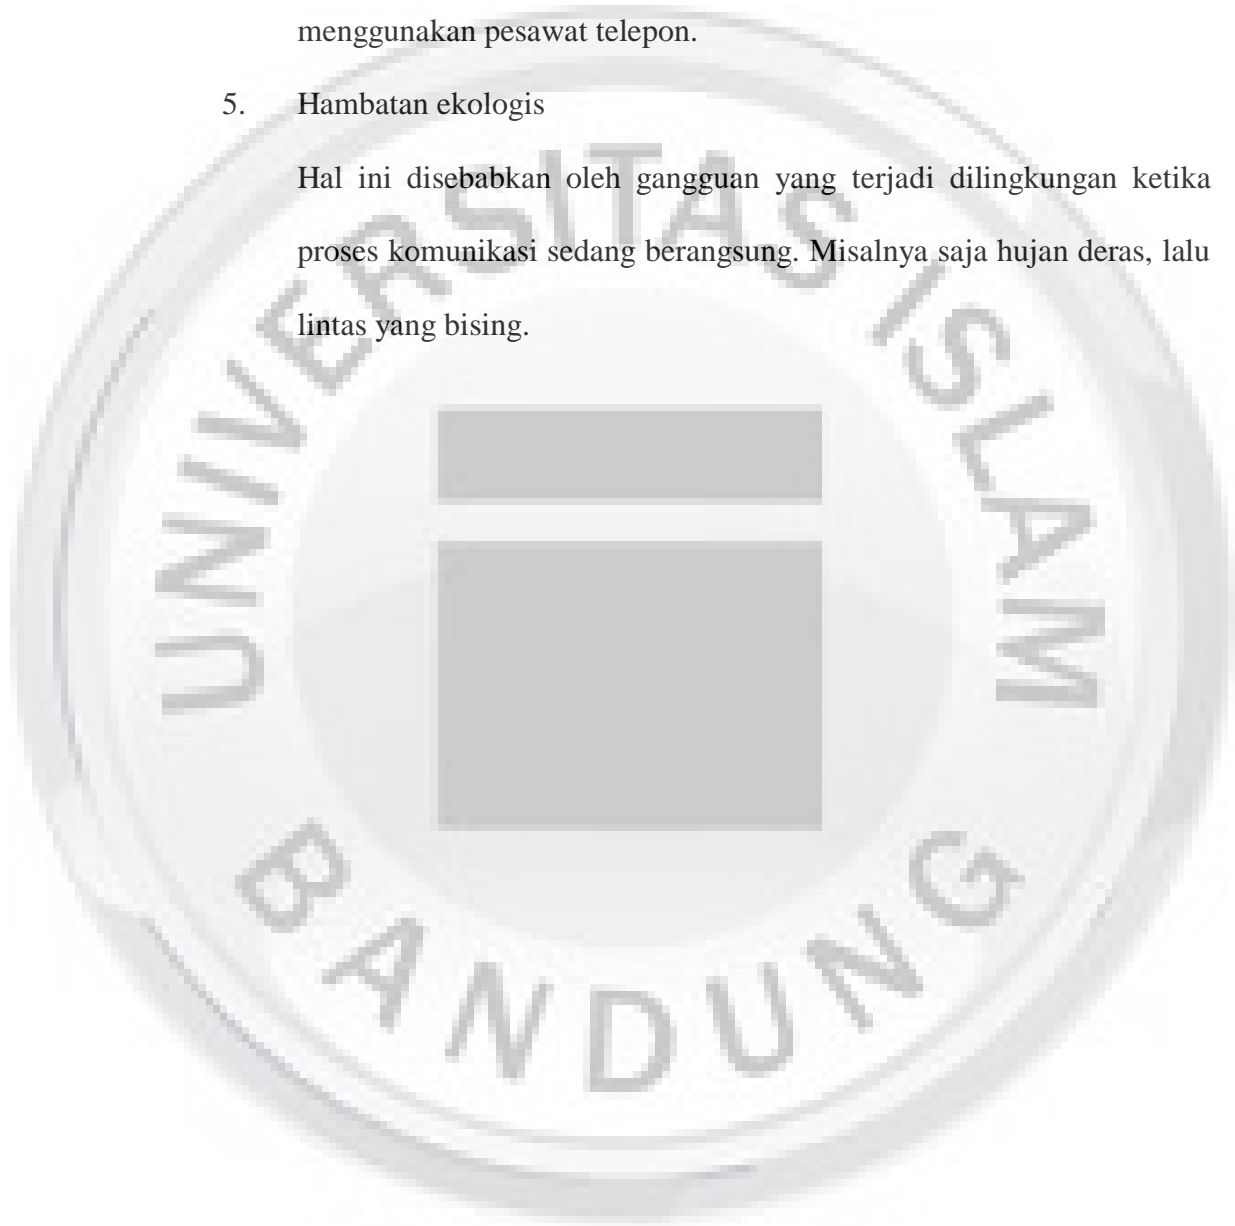 menggunakan pesawat telepon.
5. Hambatan ekologis
Hal ini disebabkan oleh gangguan yang terjadi dilingkungan ketika
proses komunikasi sedang berangsung. Misalnya saja hujan deras, lalu
lintas yang bising.
UNIVERSITAS ISLAM
BANDUNG